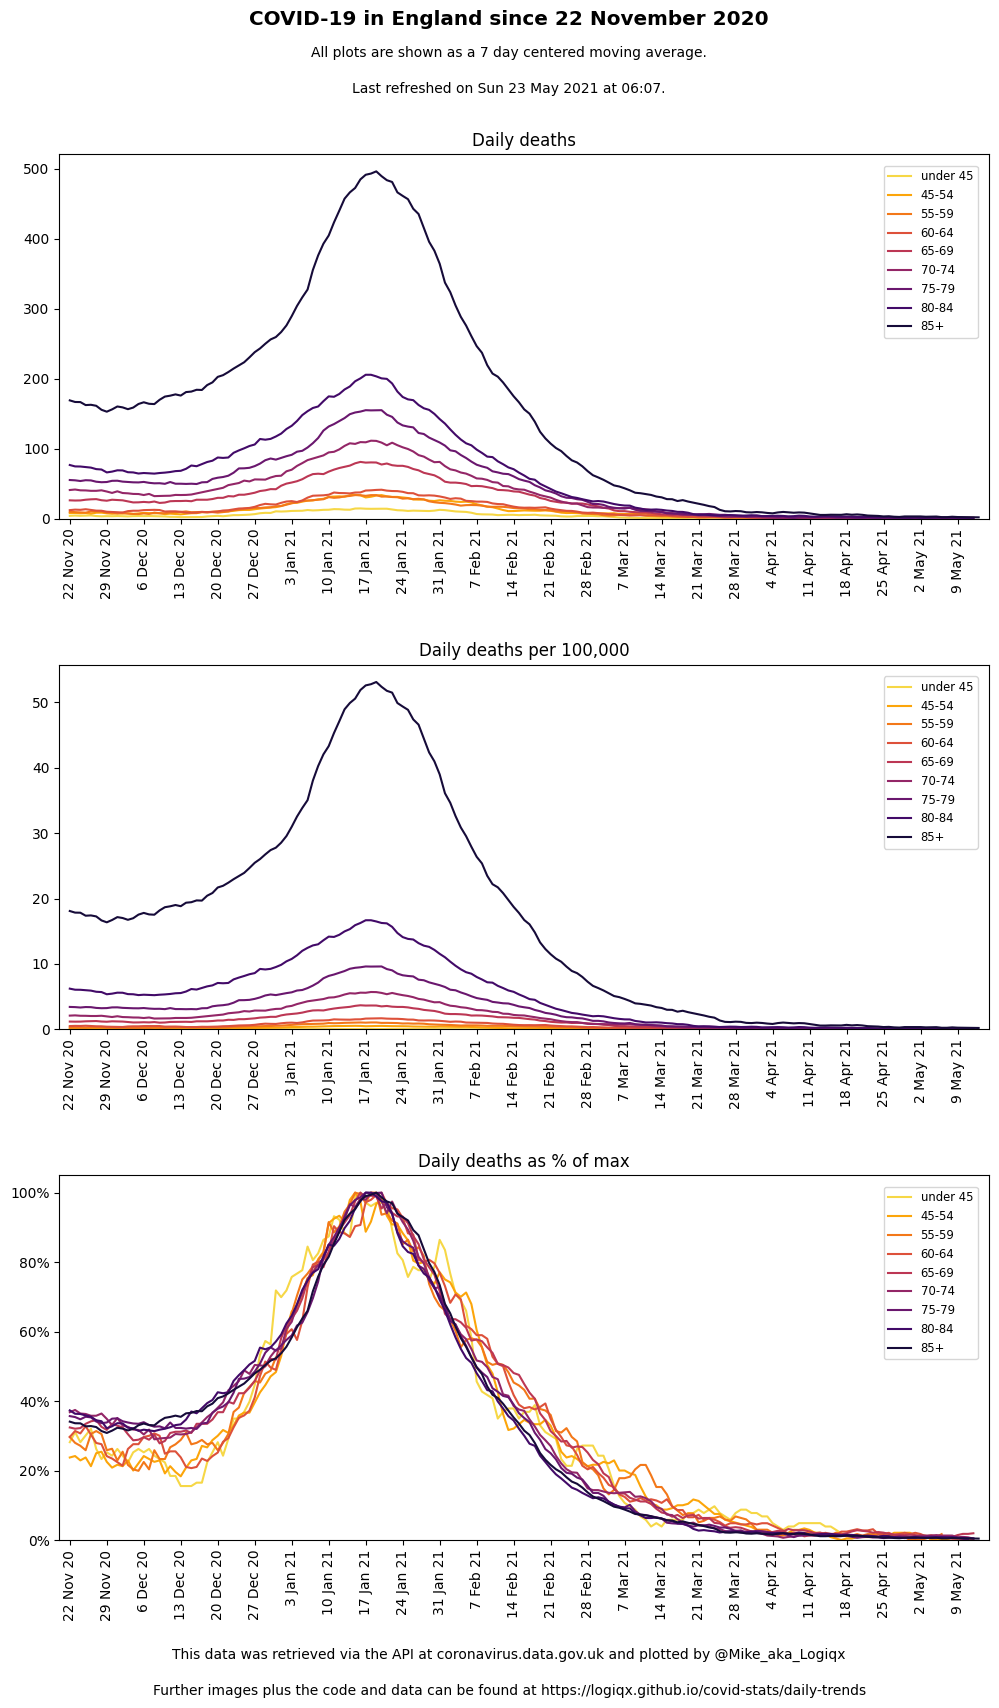 COVID-19 in England since 22 November 2020
All plots are shown as a 7 day centered moving average.
Last refreshed on Sun 23 May 2021 at 06:07.
Daily deaths
500
400
300
200
100
0
under 45
45-54
55-59
60-64
65-69
70-74
75-79
80-84
85+
22 Nov 20
29 Nov 20
6 Dec 20
13 Dec 20
20 Dec 20
27 Dec 20
3 Jan 21
10 Jan 21
17 Jan 21
24 Jan 21
31 Jan 21
7 Feb 21
14 Feb 21
21 Feb 21
28 Feb 21
7 Mar 21
14 Mar 21
21 Mar 21
28 Mar 21
4 Apr 21
11 Apr 21
18 Apr 21
25 Apr 21
2 May 21
9 May 21
Daily deaths per 100,000
50
40
30
20
10
0
under 45
45-54
55-59
60-64
65-69
70-74
75-79
80-84
85+
22 Nov 20
29 Nov 20
6 Dec 20
13 Dec 20
20 Dec 20
27 Dec 20
3 Jan 21
10 Jan 21
17 Jan 21
24 Jan 21
31 Jan 21
7 Feb 21
14 Feb 21
21 Feb 21
28 Feb 21
7 Mar 21
14 Mar 21
21 Mar 21
28 Mar 21
4 Apr 21
11 Apr 21
18 Apr 21
25 Apr 21
2 May 21
9 May 21
Daily deaths as % of max
100%
80%
60%
40%
20%
0%
under 45
45-54
55-59
60-64
65-69
70-74
75-79
80-84
85+
22 Nov 20
29 Nov 20
6 Dec 20
13 Dec 20
20 Dec 20
27 Dec 20
3 Jan 21
10 Jan 21
17 Jan 21
24 Jan 21
31 Jan 21
7 Feb 21
14 Feb 21
21 Feb 21
28 Feb 21
7 Mar 21
14 Mar 21
21 Mar 21
28 Mar 21
4 Apr 21
11 Apr 21
18 Apr 21
25 Apr 21
2 May 21
9 May 21
This data was retrieved via the API at coronavirus.data.gov.uk and plotted by @Mike_aka_Logiqx
Further images plus the code and data can be found at https://logiqx.github.io/covid-stats/daily-trends